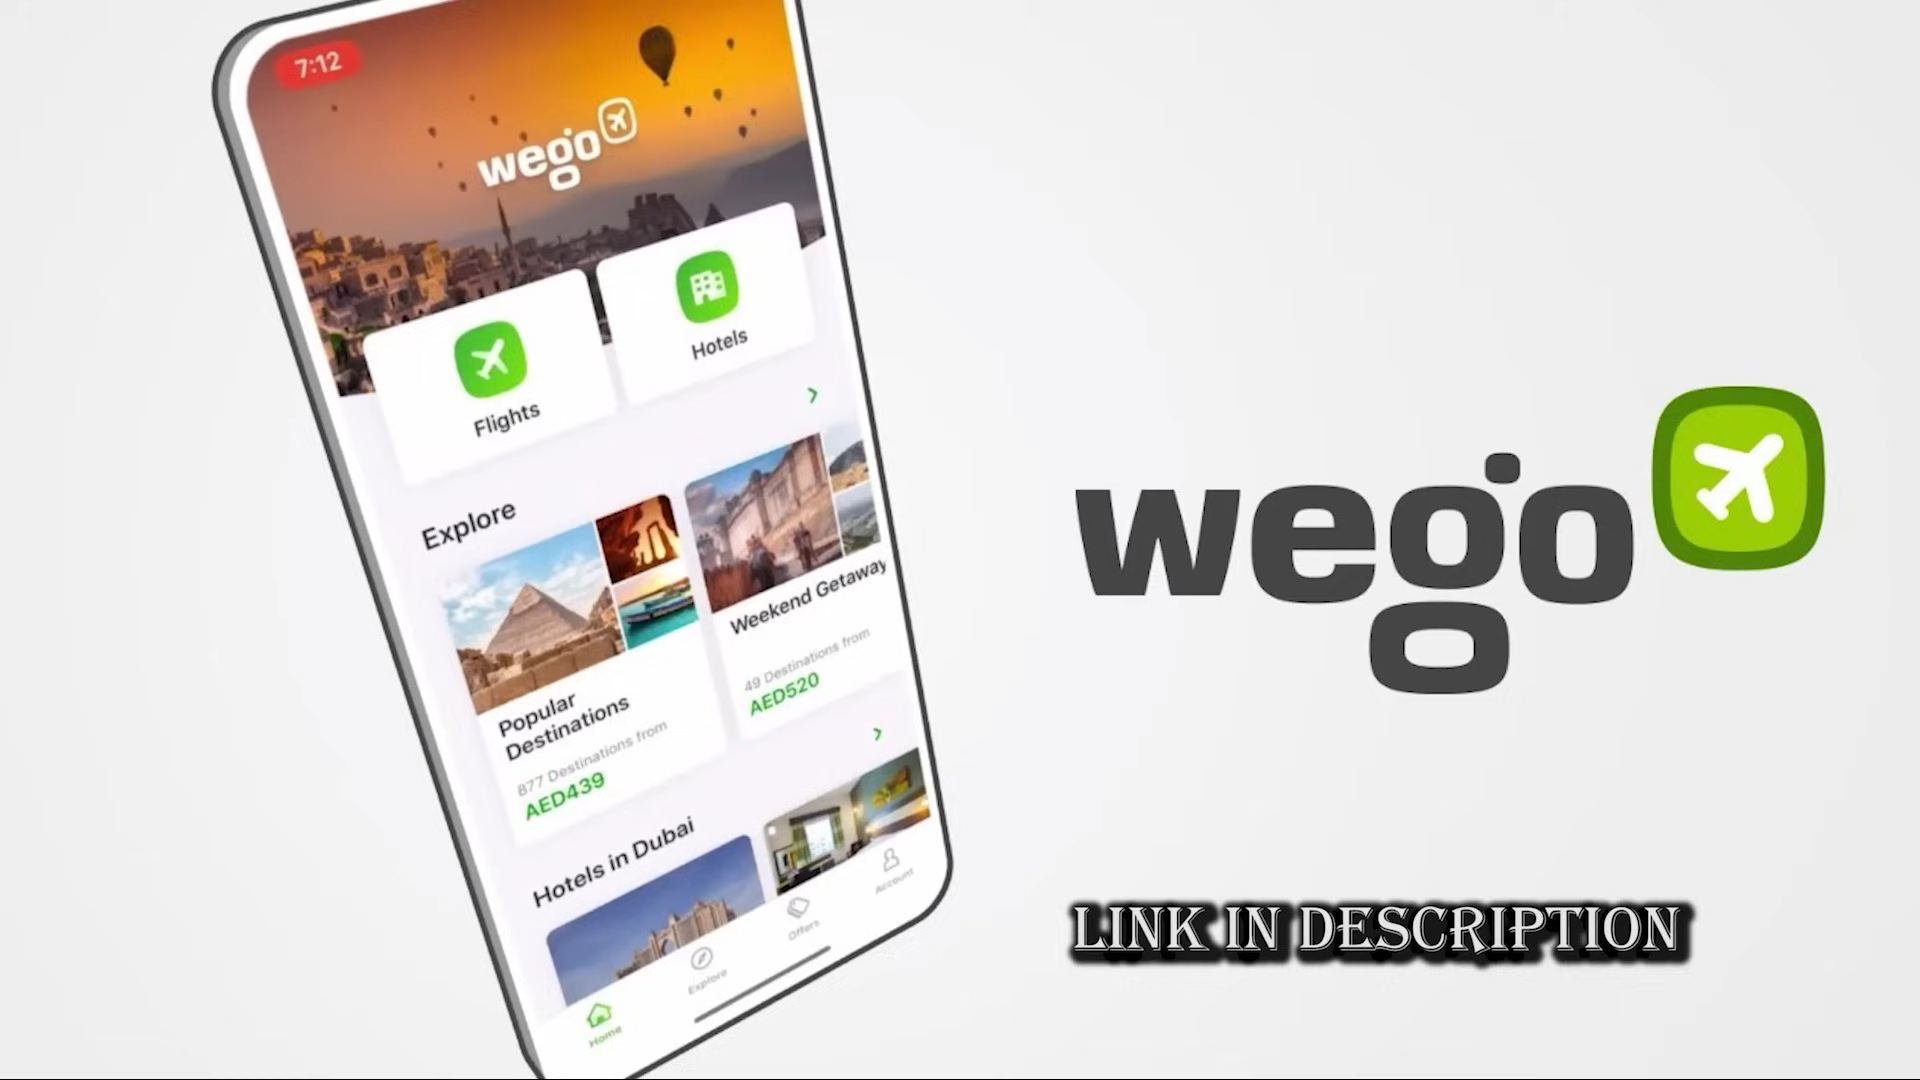 7:12
wego
Flights
Hotels
Explore
Popular
Destinations
877 Destinations from
AED439
Weekend Getaway
49 Destinations from
AED520
Hotels in Dubai
Home
Explore
Offers
Account
wego
LINK IN DESCRIPTION